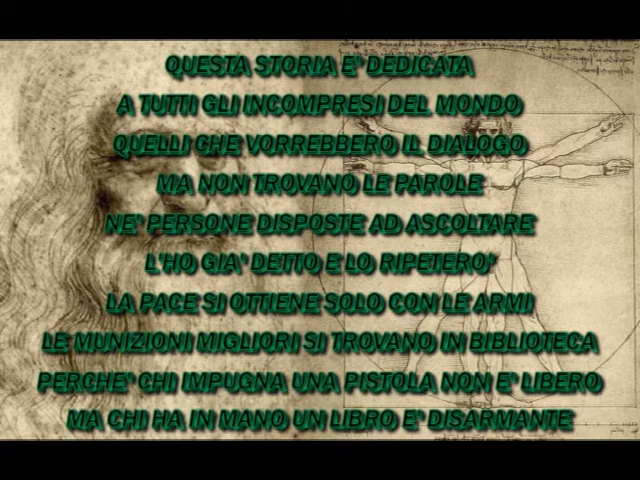 QUESTA STORIA E' DEDICATA
A TUTTI GLI INCOMPRESI DEL MONDO
QUELLI CHE VORREBBERO IL DIALOGO
MA NON TROVANO LE PAROLE
NE' PERSONE DISPOSTE AD ASCOLTARE
L'HO GIA' DETTO E LO RIPETERO'
LA PACE SI OTTIENE SOLO CON LE ARMI
LE MUNIZIONI MIGLIORI SI TROVANO IN BIBLIOTECA
PERCHE' CHI IMPUGNA UNA PISTOLA NON E' LIBERO
MA CHI HA IN MANO UN LIBRO E' DISARMANTE